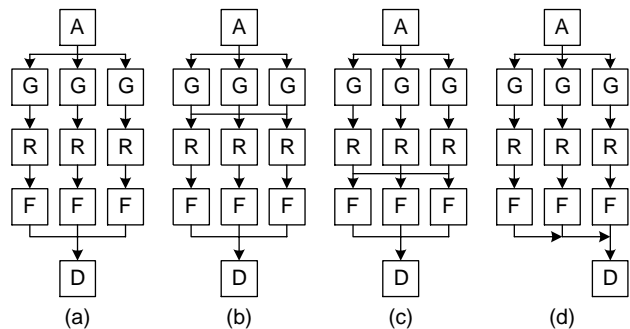 A A A A
G G G G G G G G G G G G
R R R R R R R R R R R R
F F F F F F F F F F F F
D D D D
(a) (b) (c) (d)